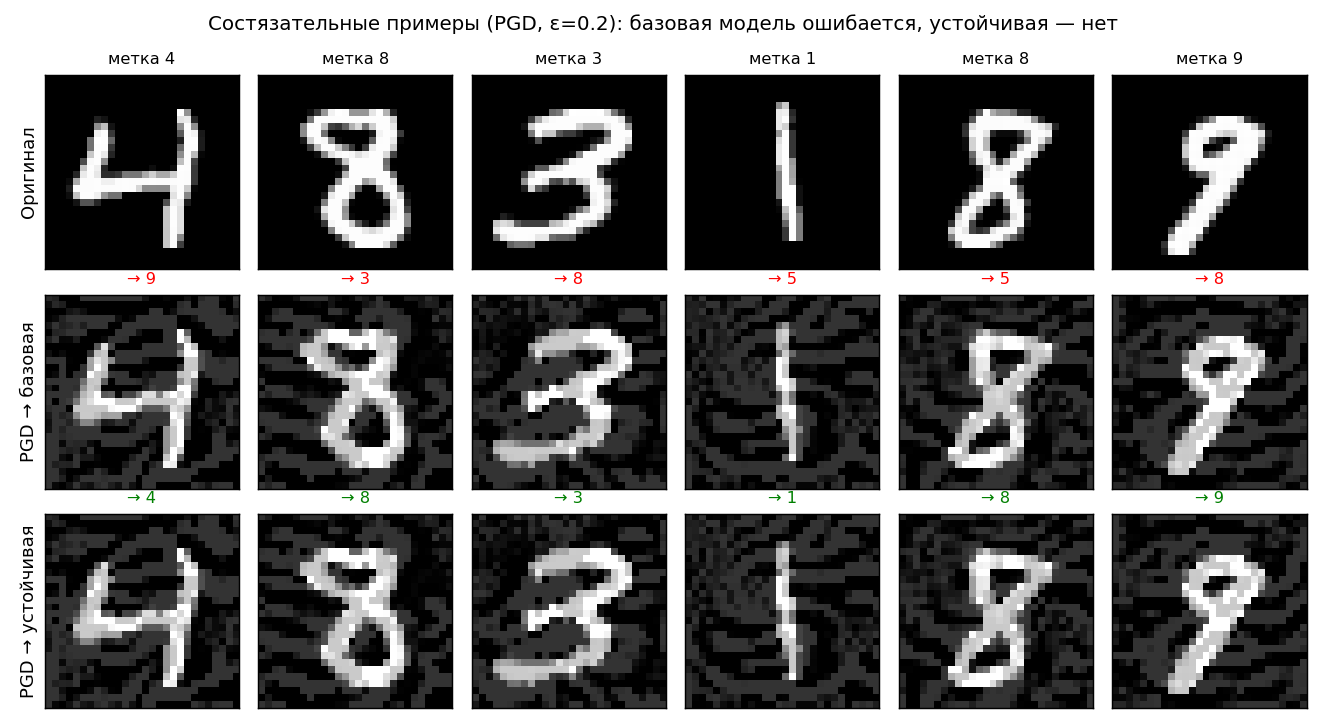 Состязательные примеры (PGD, ε=0.2): базовая модель ошибается, устойчивая — нет
метка 4 метка 8 метка 3 метка 1 метка 8 метка 9
Оригинал
→ 9 → 3 → 8 → 5 → 5 → 8
PGD → базовая
→ 4 → 8 → 3 → 1 → 8 → 9
PGD → устойчивая